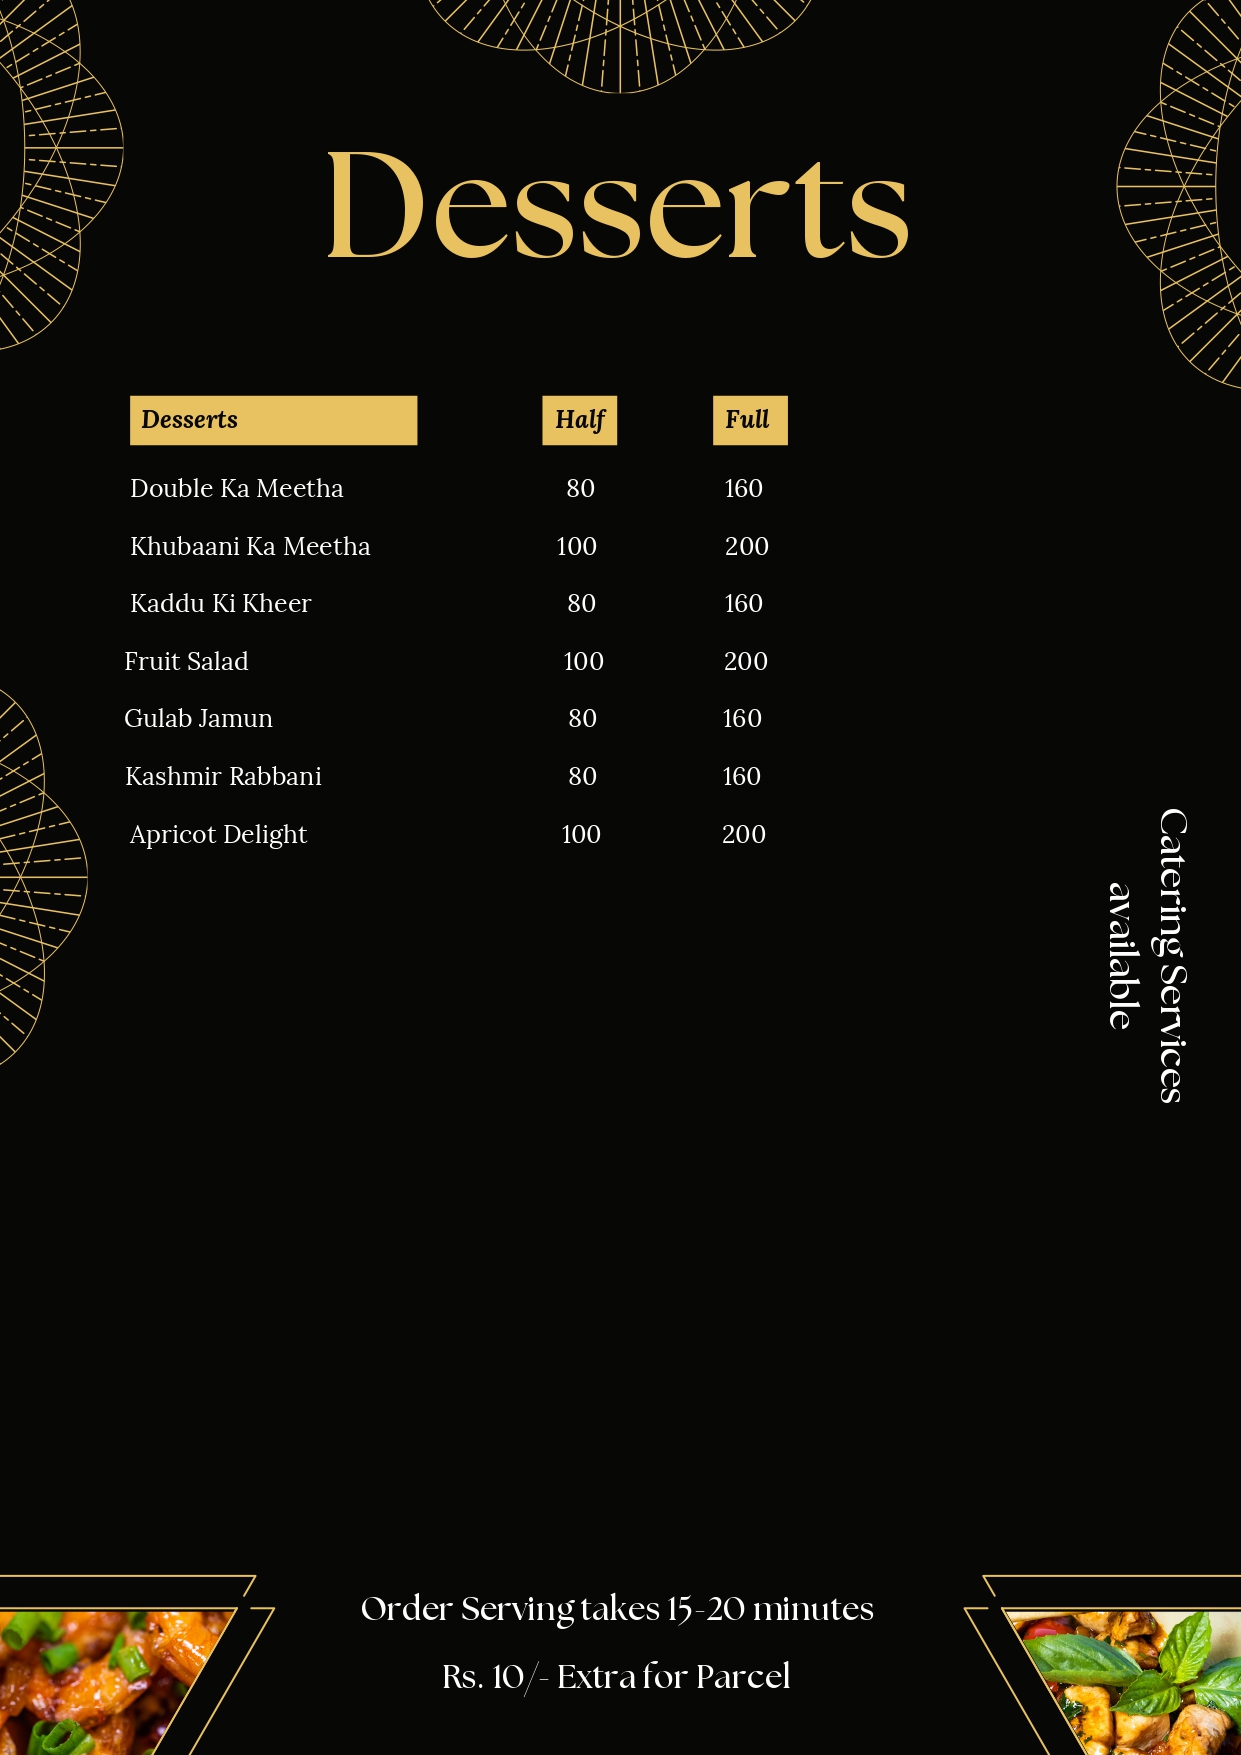 Desserts
Desserts Half Full
Double Ka Meetha 80 160
Khubaani Ka Meetha 100 200
Kaddu Ki Kheer 80 160
Fruit Salad 100 200
Gulab Jamun 80 160
Kashmir Rabbani 80 160
Apricot Delight 100 200
Catering Services
available
Order Serving takes 15-20 minutes
Rs. 10/- Extra for Parcel